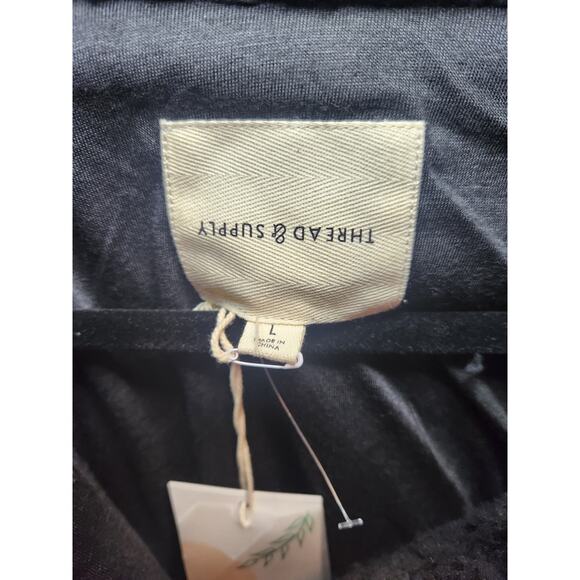 THREAD & SUPPLY
L
MADE IN
CHINA